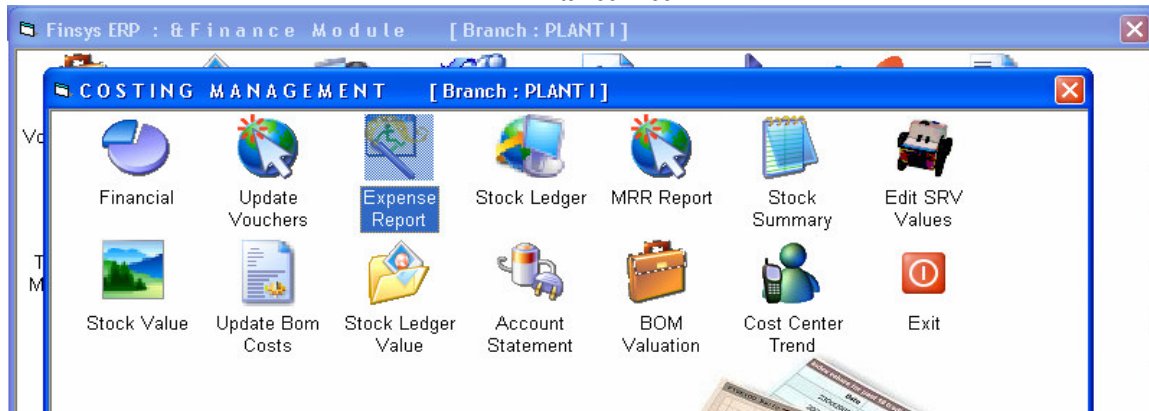 Finsys ERP : & Finance Module [ Branch : PLANT I ]
COSTING MANAGEMENT [ Branch : PLANT I ]
Financial
Update
Vouchers
Expense
Report
Stock Ledger
MRR Report
Stock
Summary
Edit SRV
Values
Stock Value
Update Bom
Costs
Stock Ledger
Value
Account
Statement
BOM
Valuation
Cost Center
Trend
Exit